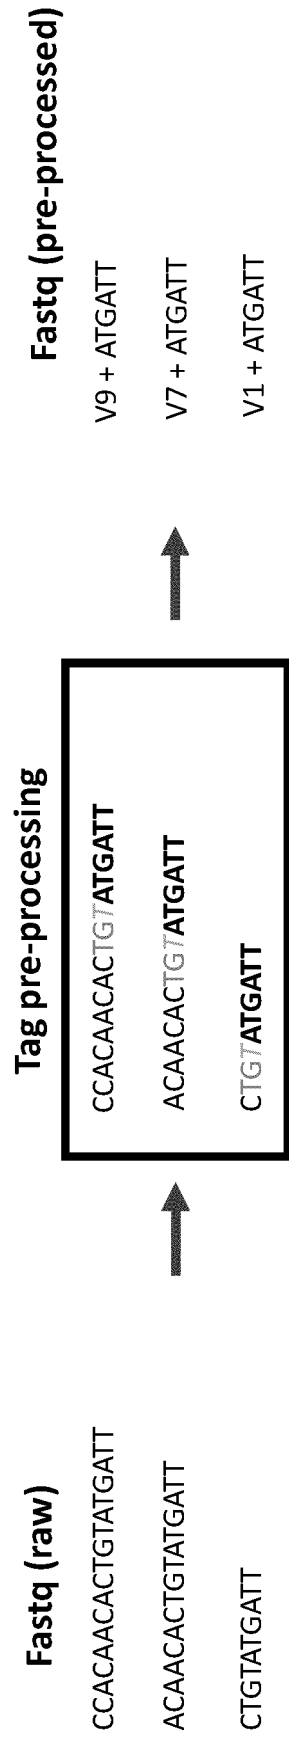 Fastq (raw)
CCACAACACTGTATGATT
ACAACACTGTATGATT
CTGTATGATT
Tag pre-processing
CCACAACACTGTATGATT
ACAACACTGTATGATT
CTGTATGATT
Fastq (pre-processed)
V9 + ATGATT
V7 + ATGATT
V1 + ATGATT